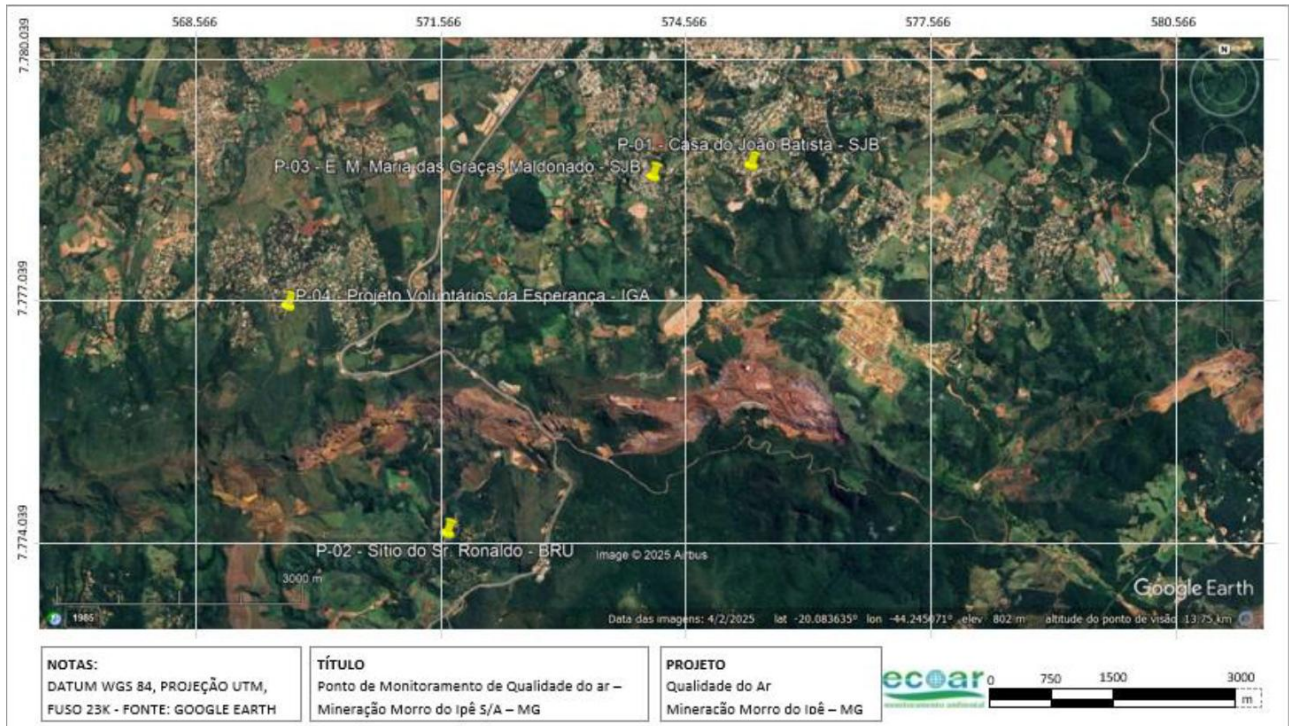 568.566 571.566 574.566 577.566 580.566
7.780.039
N
P-01 - Casa do João Batista - SJB
P-03 - E M Maria das Graças Maldonado - SJB
7.777.039
P-04 - Projeto Voluntários da Esperança - IGA
7.774.039
P-02 - Sítio do Sr. Ronaldo - BRU
Image © 2025 Airbus
3000 m
Google Earth
1985
Data das imagens: 4/2/2025 lat -20.083635° lon -44.245071° elev 802 m altitude do ponto de visão 13.75 km
NOTAS:
DATUM WGS 84, PROJEÇÃO UTM,
FUSO 23K - FONTE: GOOGLE EARTH
TÍTULO
Ponto de Monitoramento de Qualidade do ar –
Mineração Morro do Ipê S/A – MG
PROJETO
Qualidade do Ar
Mineração Morro do Ipê – MG
ecoar
monitoramento ambiental
0 750 1500 3000
m